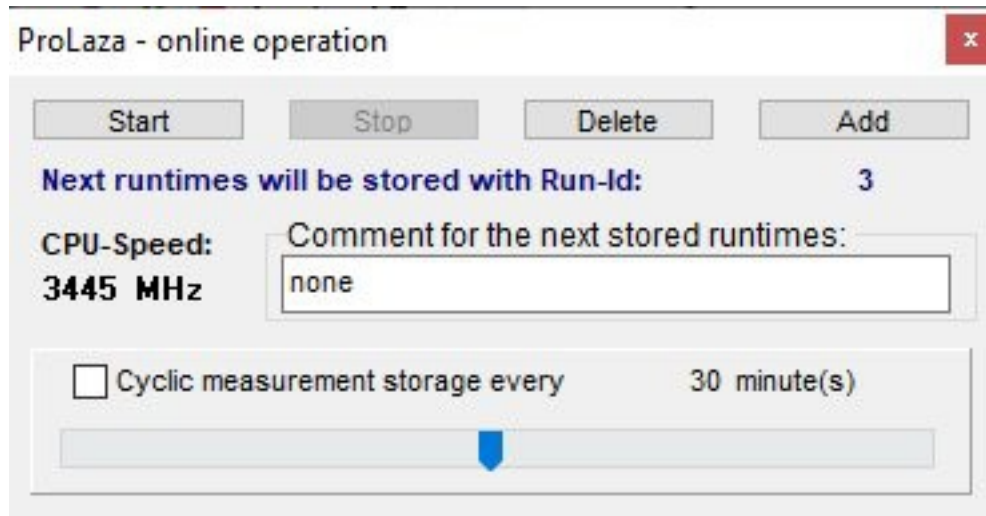 ProLaza - online operation
x
Start Stop Delete Add
Next runtimes will be stored with Run-Id: 3
CPU-Speed:
3445 MHz
Comment for the next stored runtimes:
none
Cyclic measurement storage every 30 minute(s)